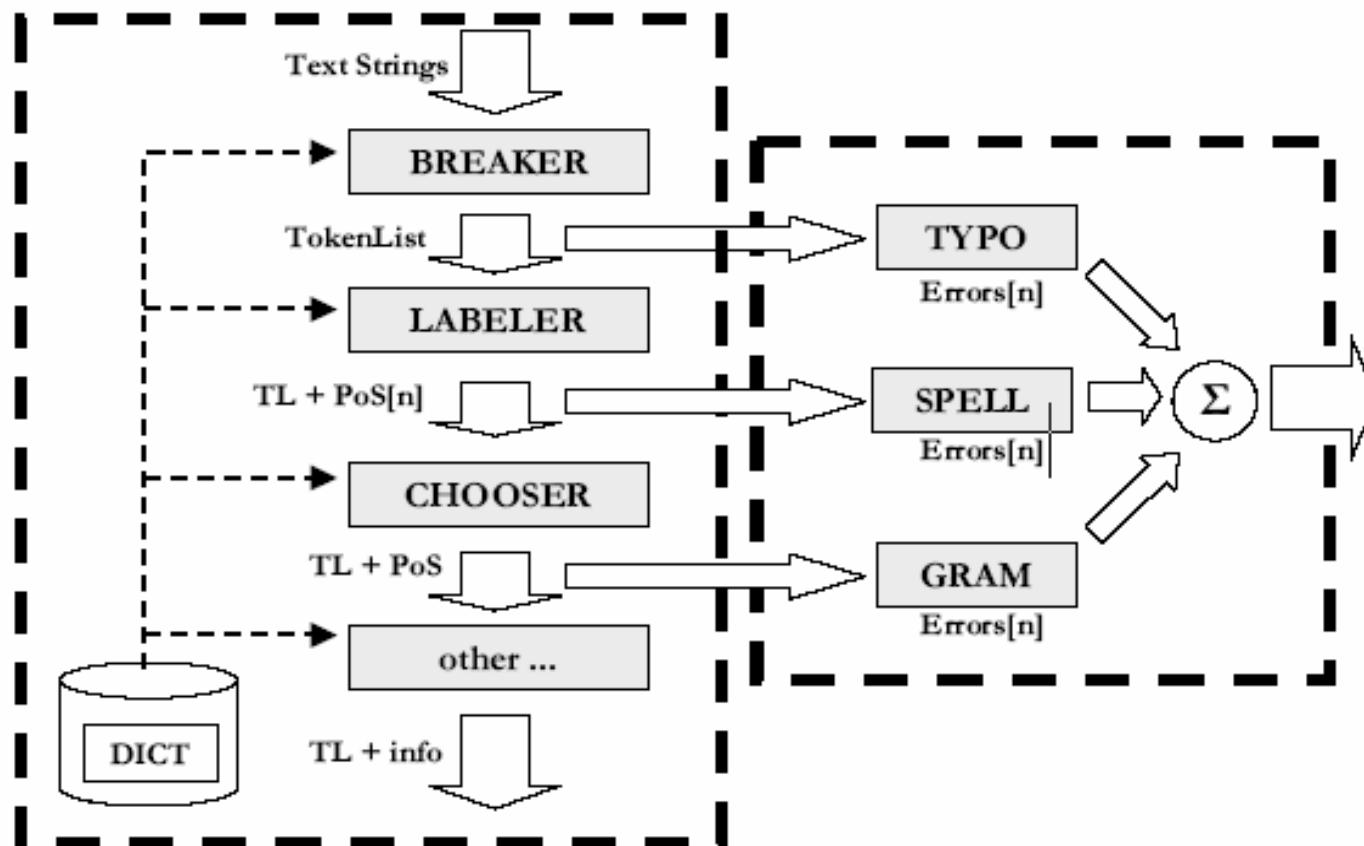 Text Strings
BREAKER
TokenList
TYPO
Errors[n]
LABELER
TL + PoS[n]
SPELL
Errors[n]
Σ
CHOOSER
TL + PoS
GRAM
Errors[n]
other ...
DICT
TL + info